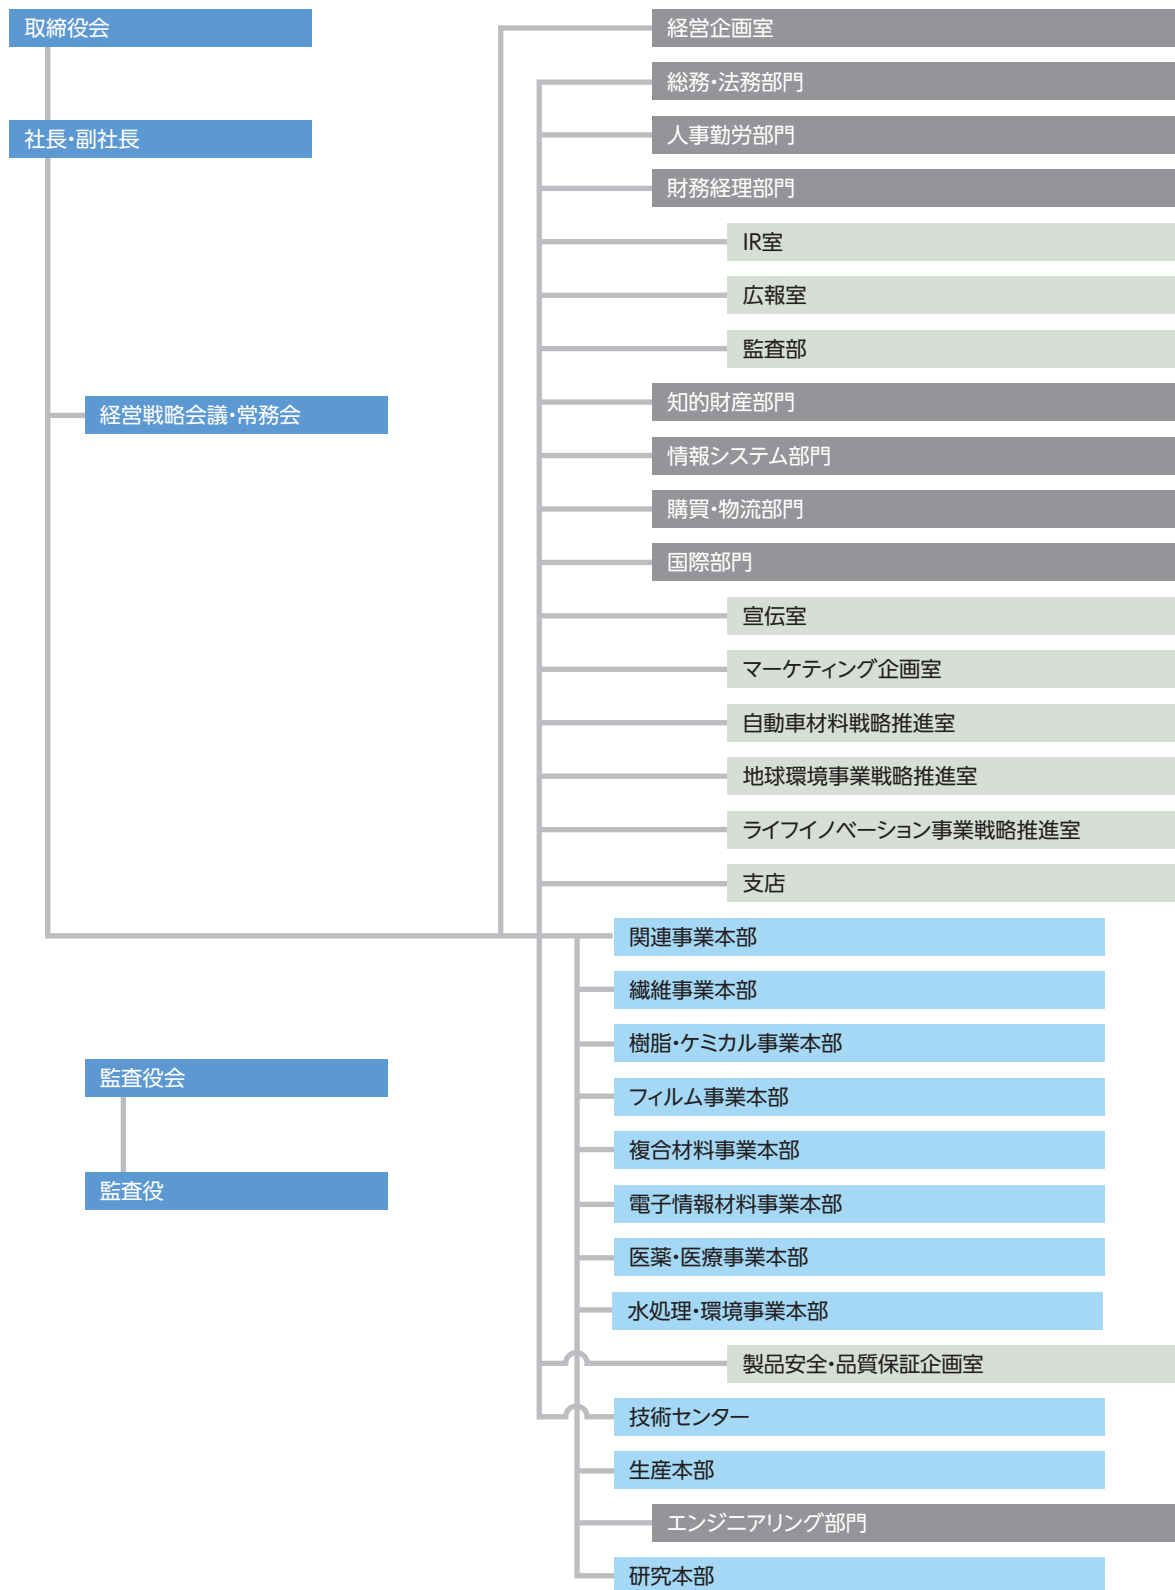 取締役会
社長・副社長
経営戦略会議・常務会
監査役会
監査役
経営企画室
総務・法務部門
人事勤労部門
財務経理部門
IR室
広報室
監査部
知的財産部門
情報システム部門
購買・物流部門
国際部門
宣伝室
マーケティング企画室
自動車材料戦略推進室
地球環境事業戦略推進室
ライフイノベーション事業戦略推進室
支店
関連事業本部
繊維事業本部
樹脂・ケミカル事業本部
フィルム事業本部
複合材料事業本部
電子情報材料事業本部
医薬・医療事業本部
水処理・環境事業本部
製品安全・品質保証企画室
技術センター
生産本部
エンジニアリング部門
研究本部